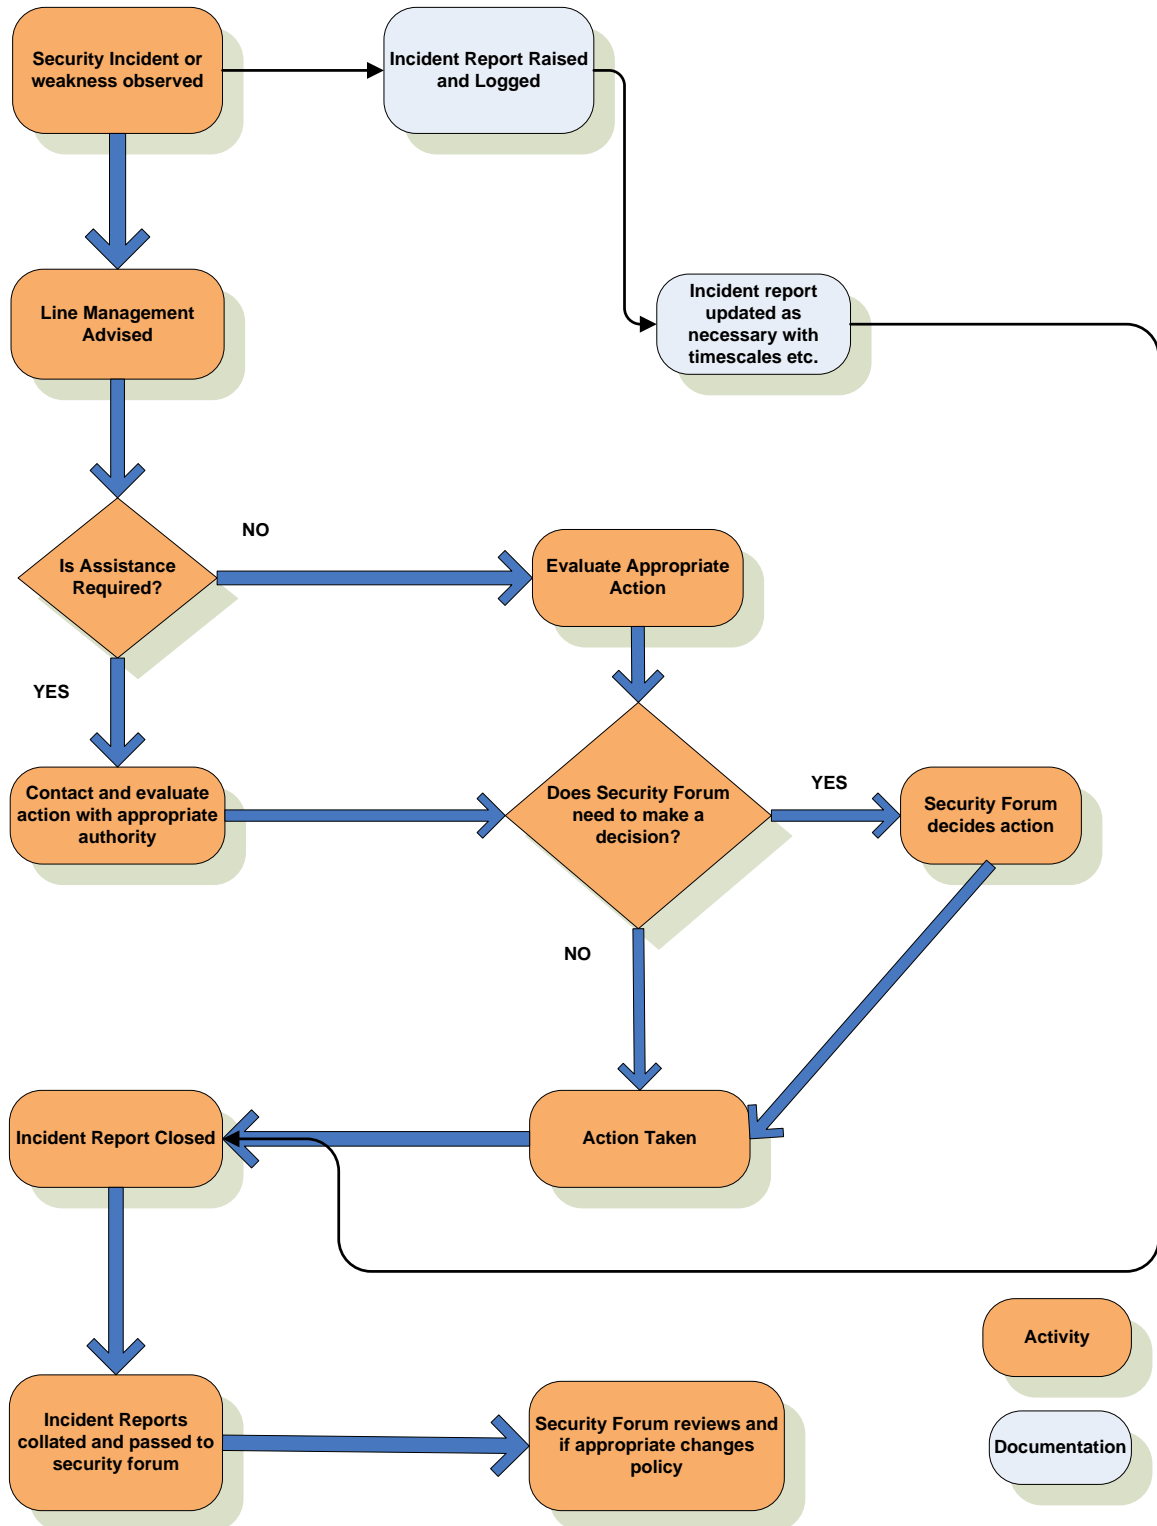 Security Incident or
weakness observed
Incident Report Raised
and Logged
Line Management
Advised
Incident report
updated as
necessary with
timescales etc.
Is Assistance
Required?
NO
Evaluate Appropriate
Action
YES
Contact and evaluate
action with appropriate
authority
Does Security Forum
need to make a
decision?
YES
Security Forum
decides action
NO
Incident Report Closed
Action Taken
Activity
Incident Reports
collated and passed to
security forum
Security Forum reviews and
if appropriate changes
policy
Documentation